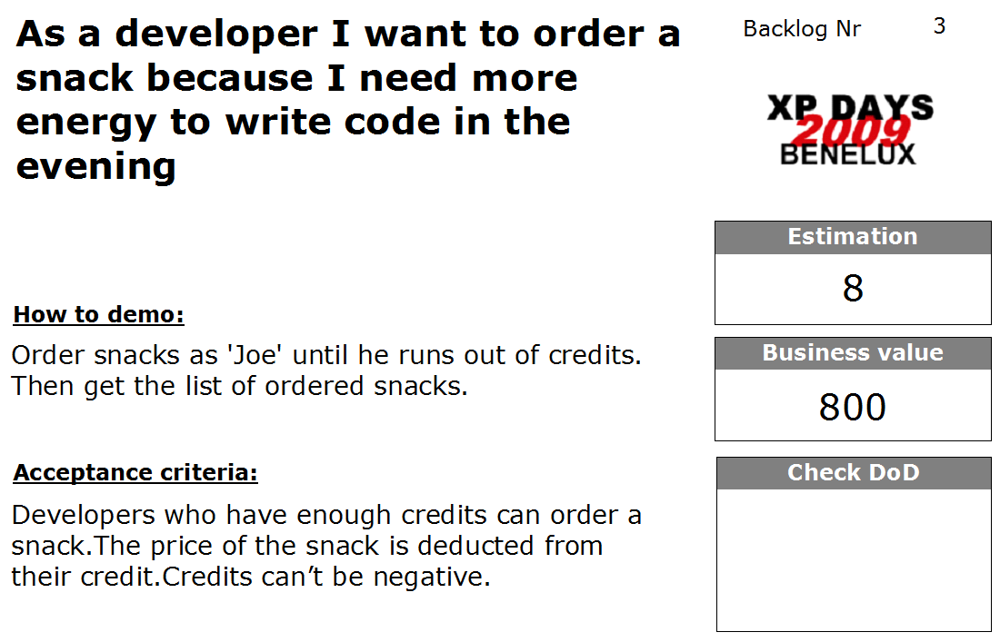 As a developer I want to order a
snack because I need more
energy to write code in the
evening
Backlog Nr 3
XP DAYS
2009
BENELUX
Estimation
8
How to demo:
Order snacks as 'Joe' until he runs out of credits.
Then get the list of ordered snacks.
Business value
800
Acceptance criteria:
Developers who have enough credits can order a
snack.The price of the snack is deducted from
their credit.Credits can’t be negative.
Check DoD